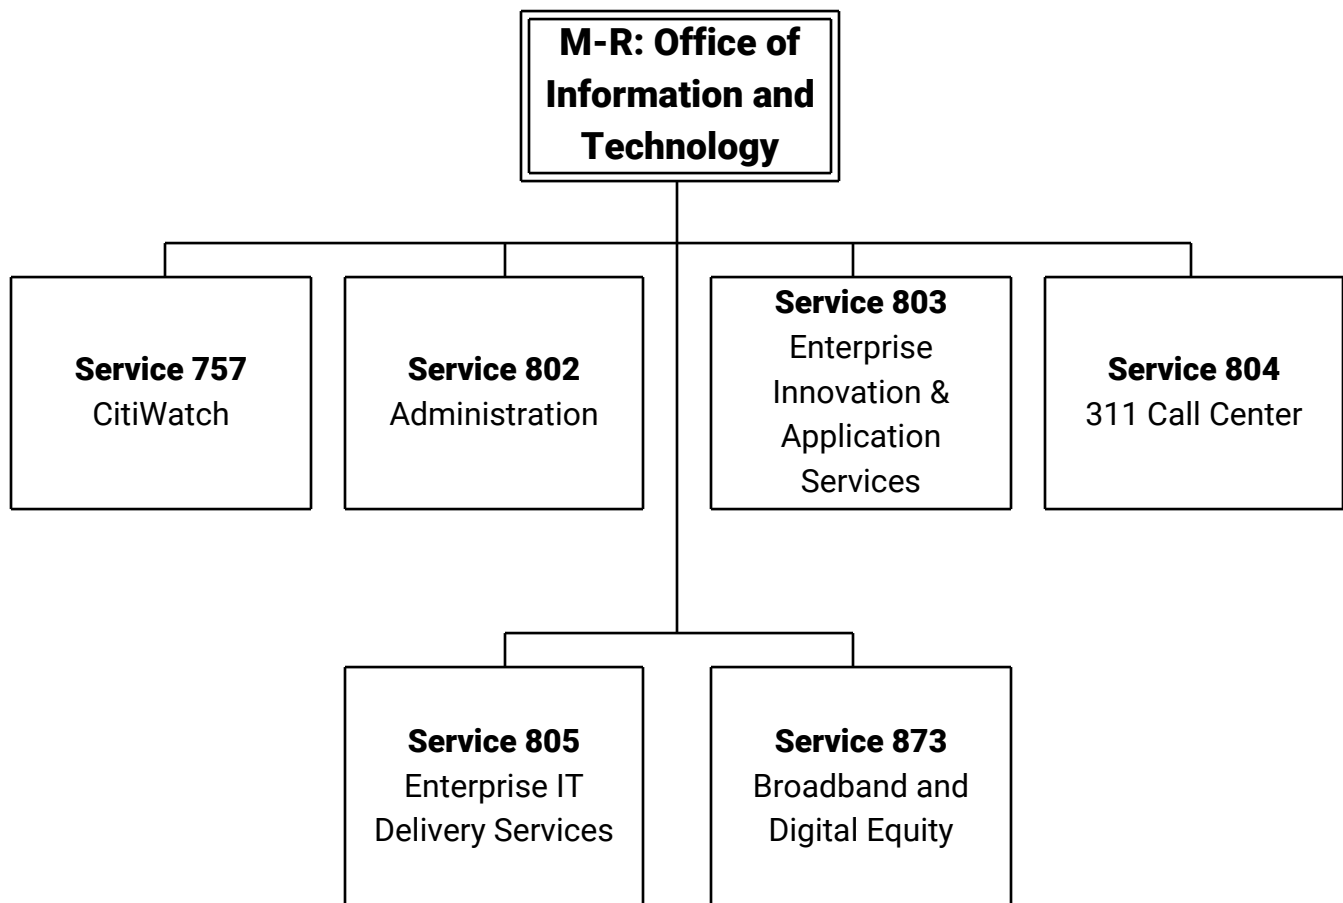 M-R: Office of
Information and
Technology
Service 757
CitiWatch
Service 802
Administration
Service 803
Enterprise
Innovation &
Application
Services
Service 804
311 Call Center
Service 805
Enterprise IT
Delivery Services
Service 873
Broadband and
Digital Equity